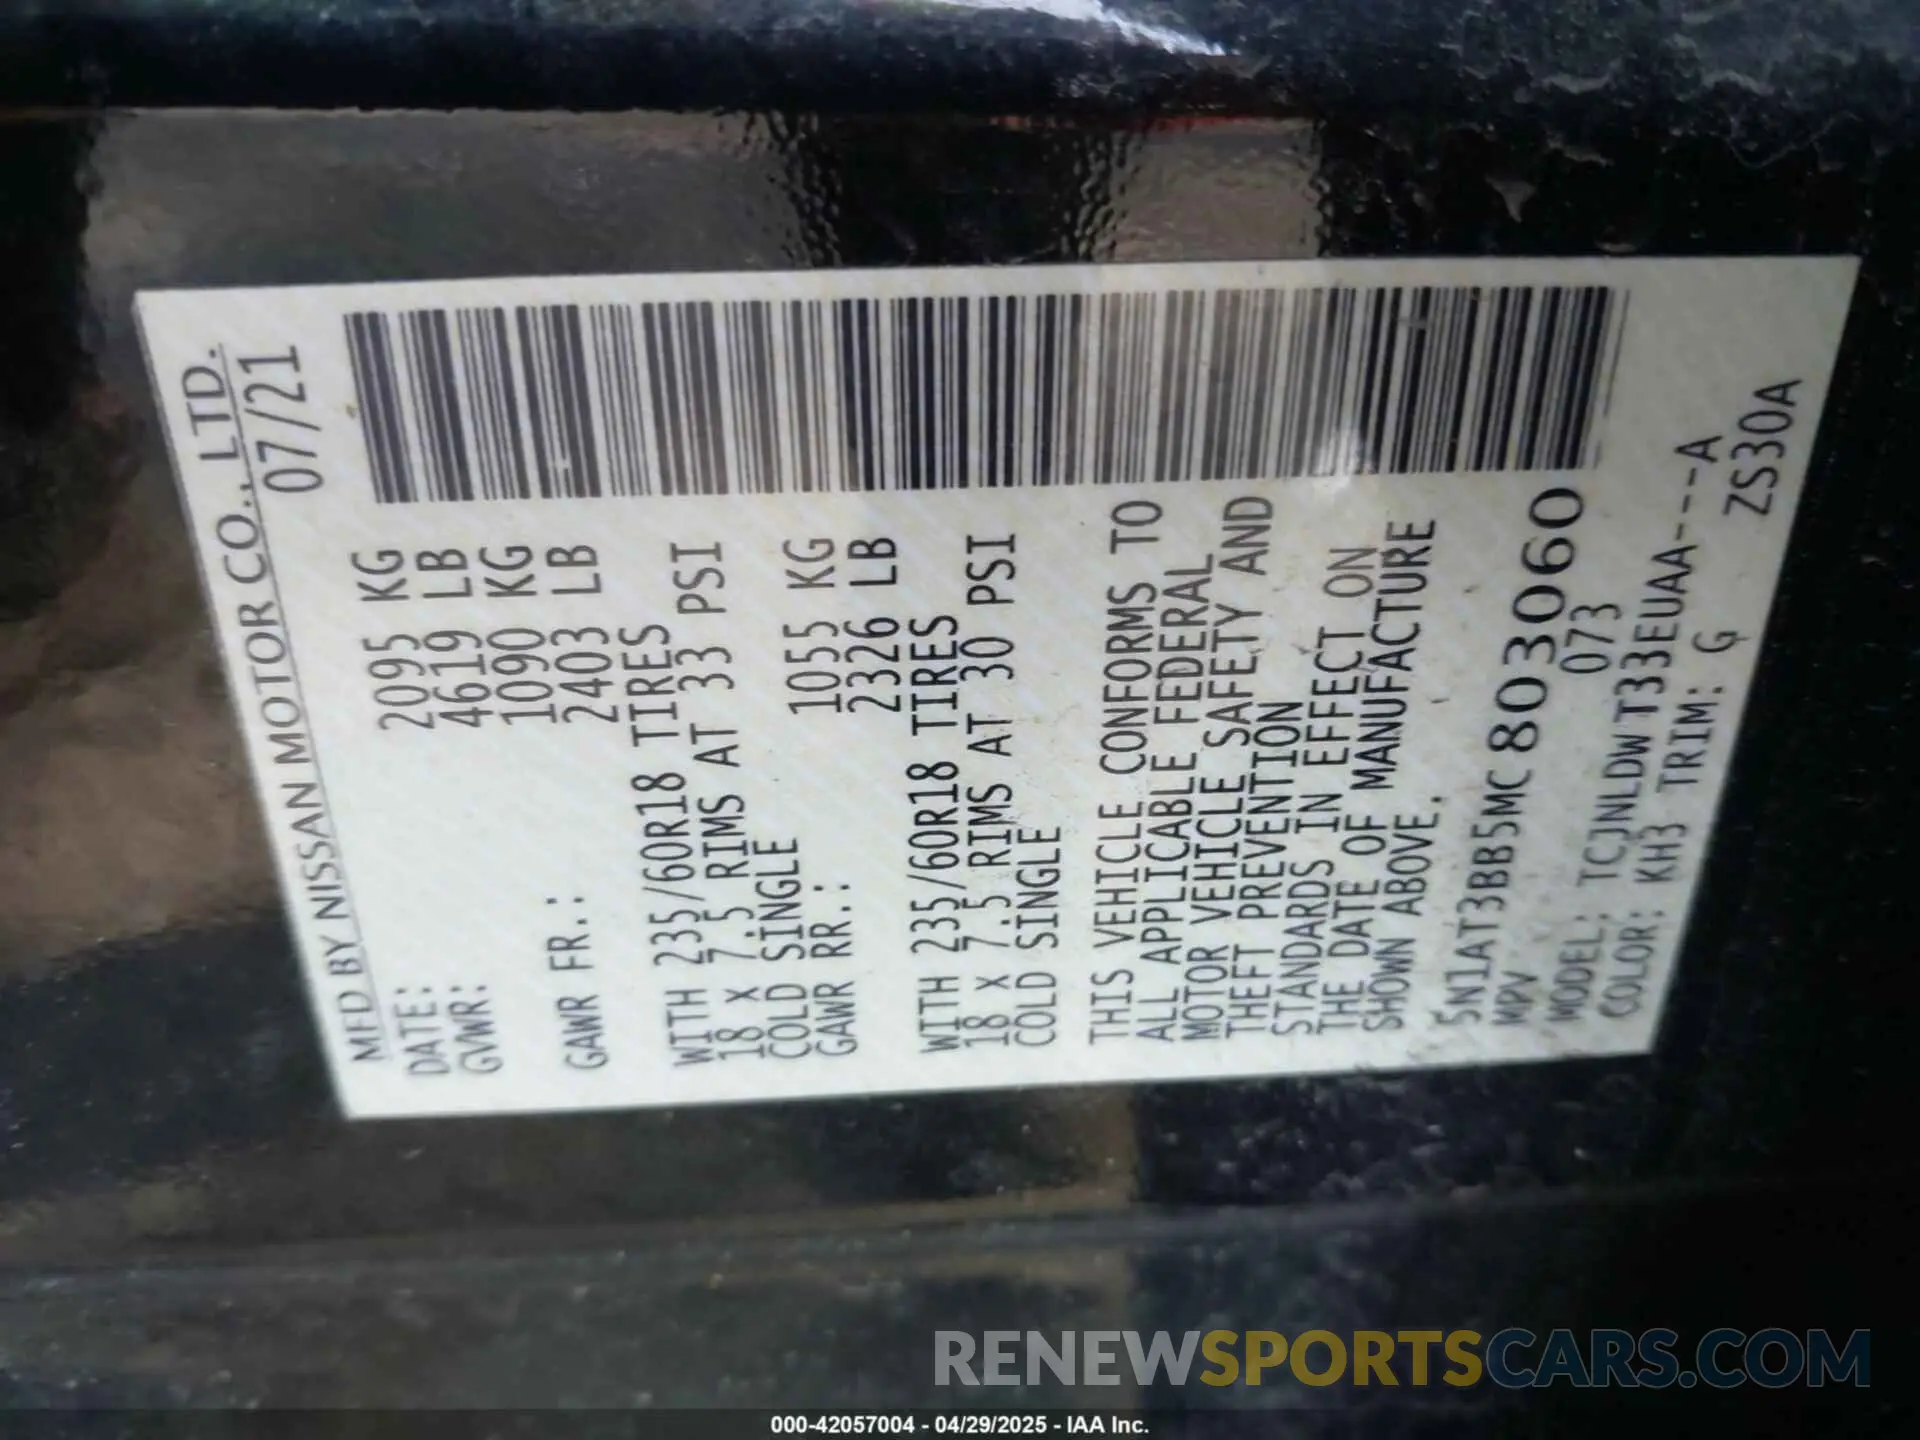 MFD BY NISSAN MOTOR CO., LTD.
DATE: 07/21
GVWR: 2095 KG
4619 LB
1090 KG
GAWR FR.: 2403 LB
WITH 235/60R18 TIRES
18 X 7.5 RIMS AT 33 PSI
COLD SINGLE
GAWR RR.: 1055 KG
2326 LB
WITH 235/60R18 TIRES
18 X 7.5 RIMS AT 30 PSI
COLD SINGLE
THIS VEHICLE CONFORMS TO
ALL APPLICABLE FEDERAL
MOTOR VEHICLE SAFETY AND
THEFT PREVENTION
STANDARDS IN EFFECT ON
THE DATE OF MANUFACTURE
SHOWN ABOVE.
5N1AT3BB5MC 803060
MPV 073
MODEL: TCJNLDWT33EUAA---A
COLOR: KH3 TRIM: G
ZS30A
RENEWSPORTSCARS.COM
000-42057004 - 04/29/2025 - IAA Inc.